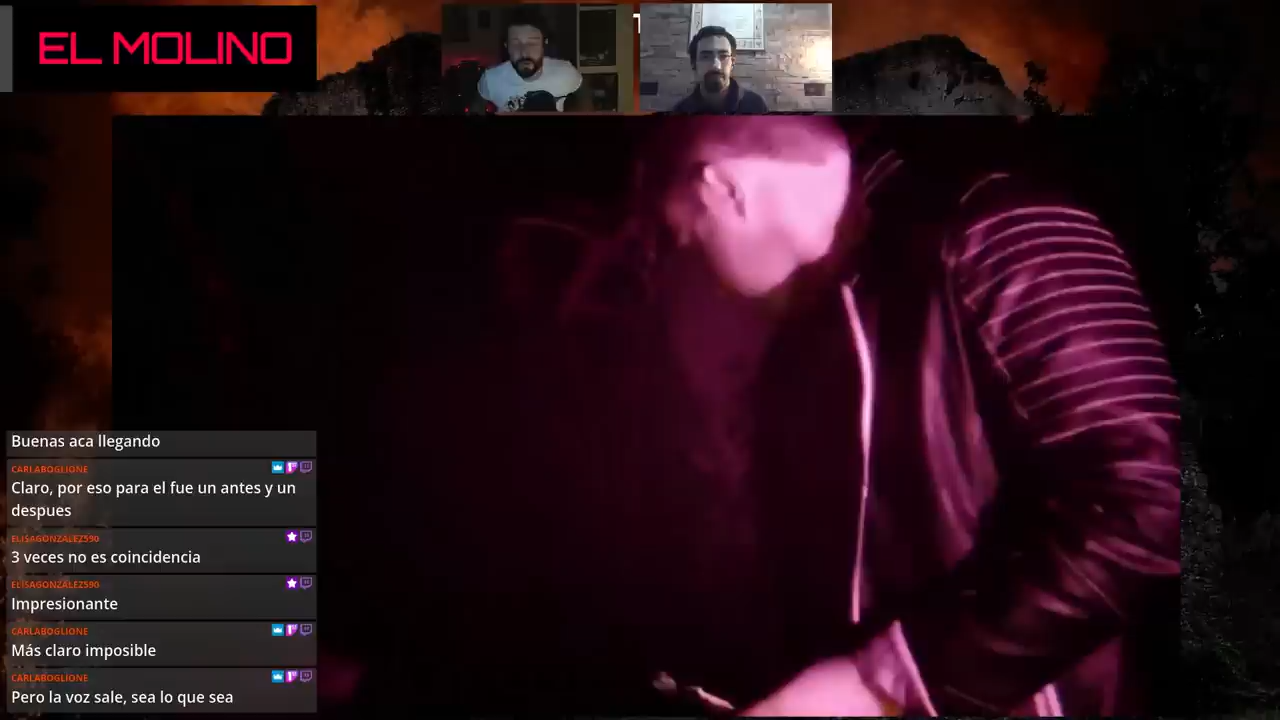 EL MOLINO
Buenas aca llegando
CARLABOGLIONE
Claro, por eso para el fue un antes y un
despues
ELISAGONZALEZ590
3 veces no es coincidencia
ELISAGONZALEZ590
Impresionante
CARLABOGLIONE
Más claro imposible
CARLABOGLIONE
Pero la voz sale, sea lo que sea